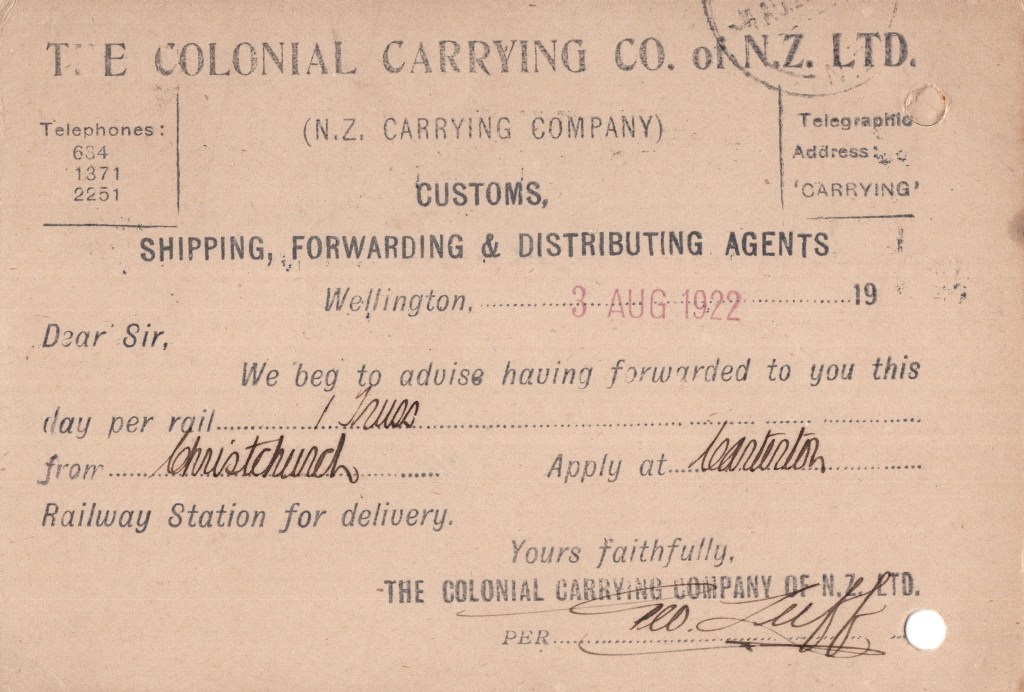 THE COLONIAL CARRYING CO. of N.Z. LTD.
Telephones:
634
1371
2251
(N.Z. CARRYING COMPANY)
Telegraphic
Address:
'CARRYING'
CUSTOMS,
SHIPPING, FORWARDING & DISTRIBUTING AGENTS
Wellington, 3 AUG 1922 19
Dear Sir,
We beg to advise having forwarded to you this
day per rail 1 Truss
from Christchurch Apply at Carterton
Railway Station for delivery.
Yours faithfully,
THE COLONIAL CARRYING COMPANY OF N.Z. LTD.
PER Geo. Luff